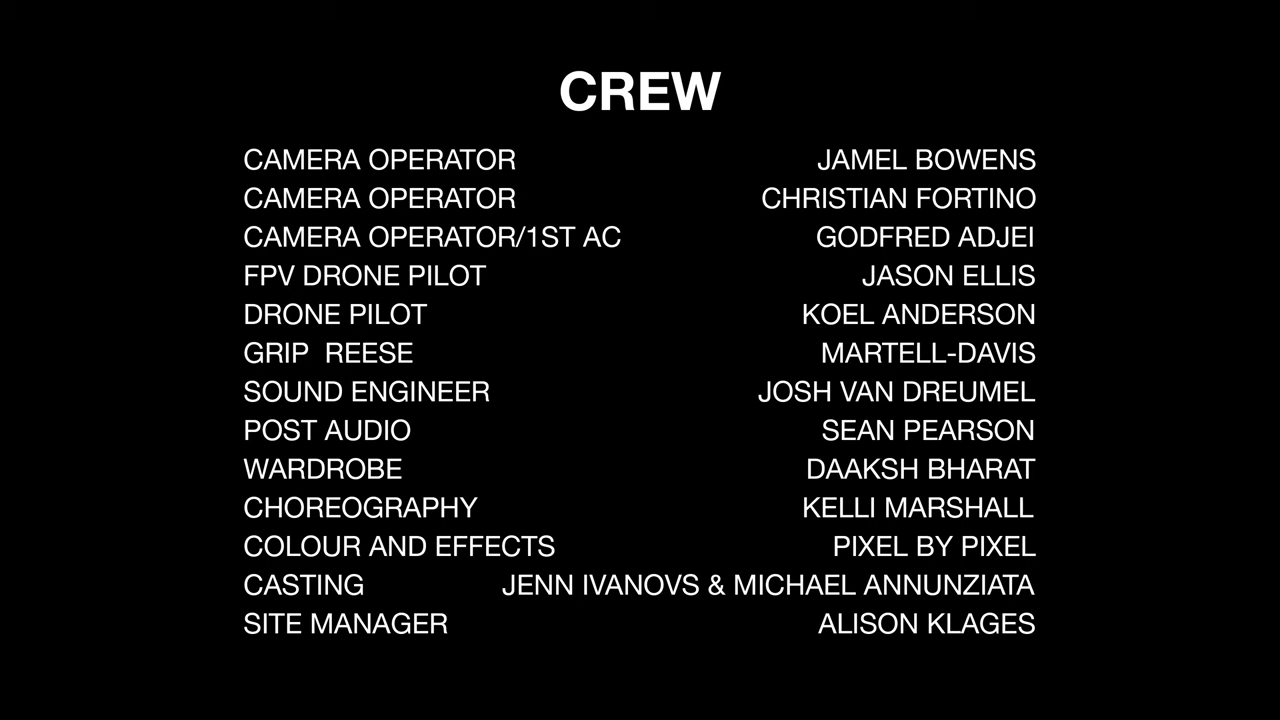 CREW
CAMERA OPERATOR JAMEL BOWENS
CAMERA OPERATOR CHRISTIAN FORTINO
CAMERA OPERATOR/1ST AC GODFRED ADJEI
FPV DRONE PILOT JASON ELLIS
DRONE PILOT KOEL ANDERSON
GRIP REESE MARTELL-DAVIS
SOUND ENGINEER JOSH VAN DREUMEL
POST AUDIO SEAN PEARSON
WARDROBE DAAKSH BHARAT
CHOREOGRAPHY KELLI MARSHALL
COLOUR AND EFFECTS PIXEL BY PIXEL
CASTING JENN IVANOVS & MICHAEL ANNUNZIATA
SITE MANAGER ALISON KLAGES